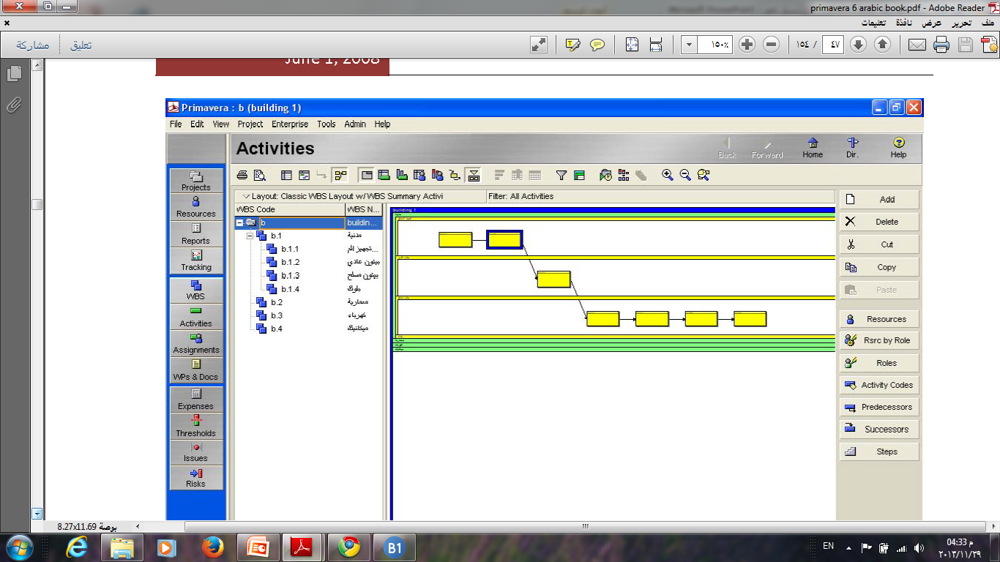 primavera 6 arabic book.pdf - Adobe Reader
ملف تحرير عرض نافذة تعليمات
مشاركة تعليق ١٥٠٪ ١٥٤ / ٤٧
June 1, 2008
Primavera : b (building 1)
File Edit View Project Enterprise Tools Admin Help
Activities
Back Forward Home Dir. Help
Layout: Classic WBS Layout w/ WBS Summary Activi Filter: All Activities
WBS Code WBS N...
b buildin...
b.1 مدنية
b.1.1 تجهيز الم...
b.1.2 بيتون عادي
b.1.3 بيتون مسلح
b.1.4 بلوك
b.2 معمارية
b.3 كهرباء
b.4 ميكانيك
building 1
Projects
Resources
Reports
Tracking
WBS
Activities
Assignments
WPs & Docs
Expenses
Thresholds
Issues
Risks
Add
Delete
Cut
Copy
Paste
Resources
Rsrc by Role
Roles
Activity Codes
Predecessors
Successors
Steps
8.27x11.69 بوصة
B1
EN
04:33 م
٢٠١٣/١١/٢٩